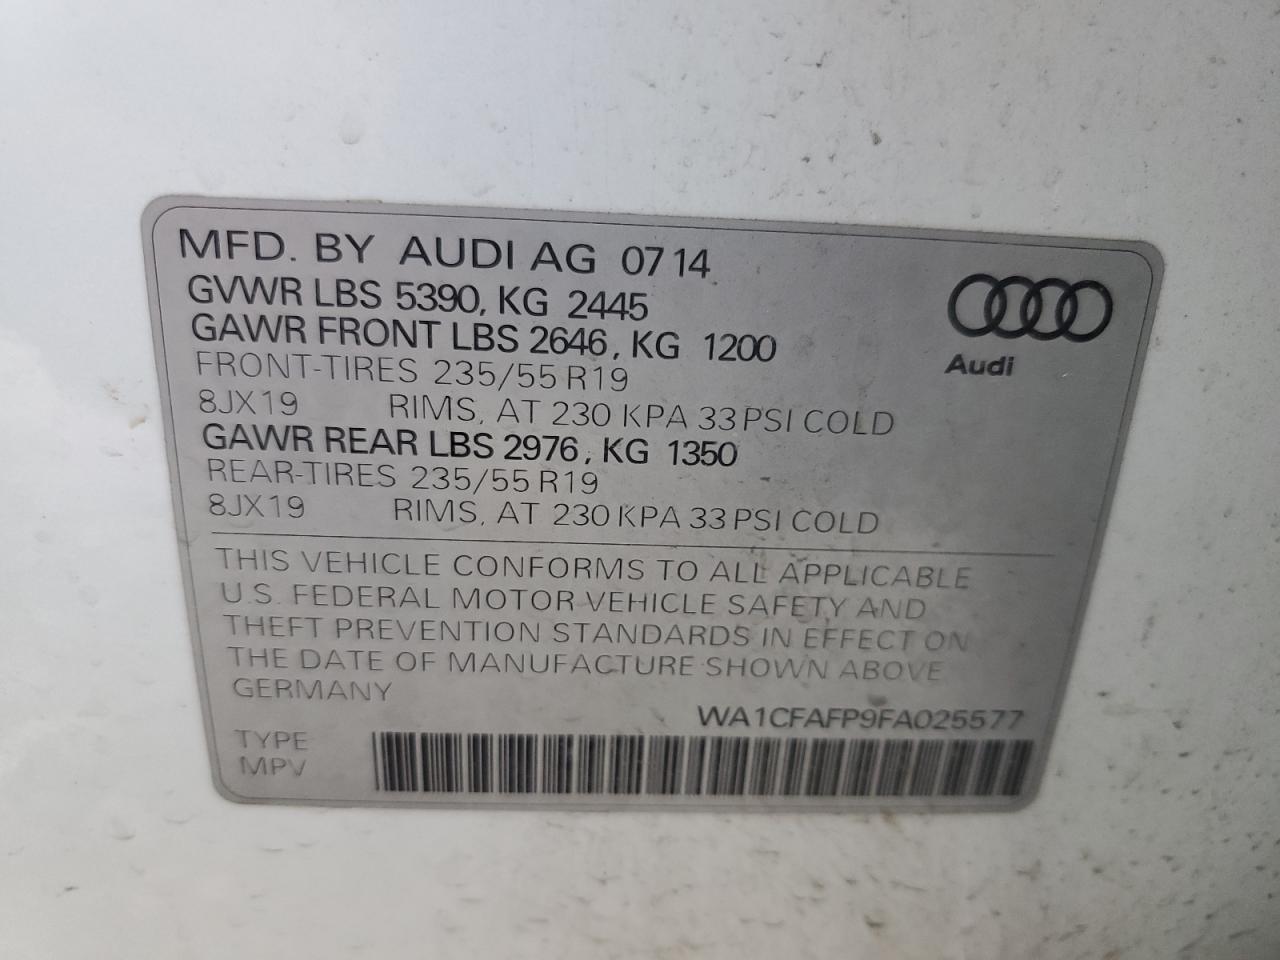 MFD. BY AUDI AG 07 14
GVWR LBS 5390, KG 2445
GAWR FRONT LBS 2646, KG 1200
FRONT-TIRES 235/55 R19
8JX19 RIMS, AT 230 KPA 33 PSI COLD
GAWR REAR LBS 2976, KG 1350
REAR-TIRES 235/55 R19
8JX19 RIMS, AT 230 KPA 33 PSI COLD
Audi
THIS VEHICLE CONFORMS TO ALL APPLICABLE
U.S. FEDERAL MOTOR VEHICLE SAFETY AND
THEFT PREVENTION STANDARDS IN EFFECT ON
THE DATE OF MANUFACTURE SHOWN ABOVE
GERMANY
WA1CFAFP9FA025577
TYPE
MPV